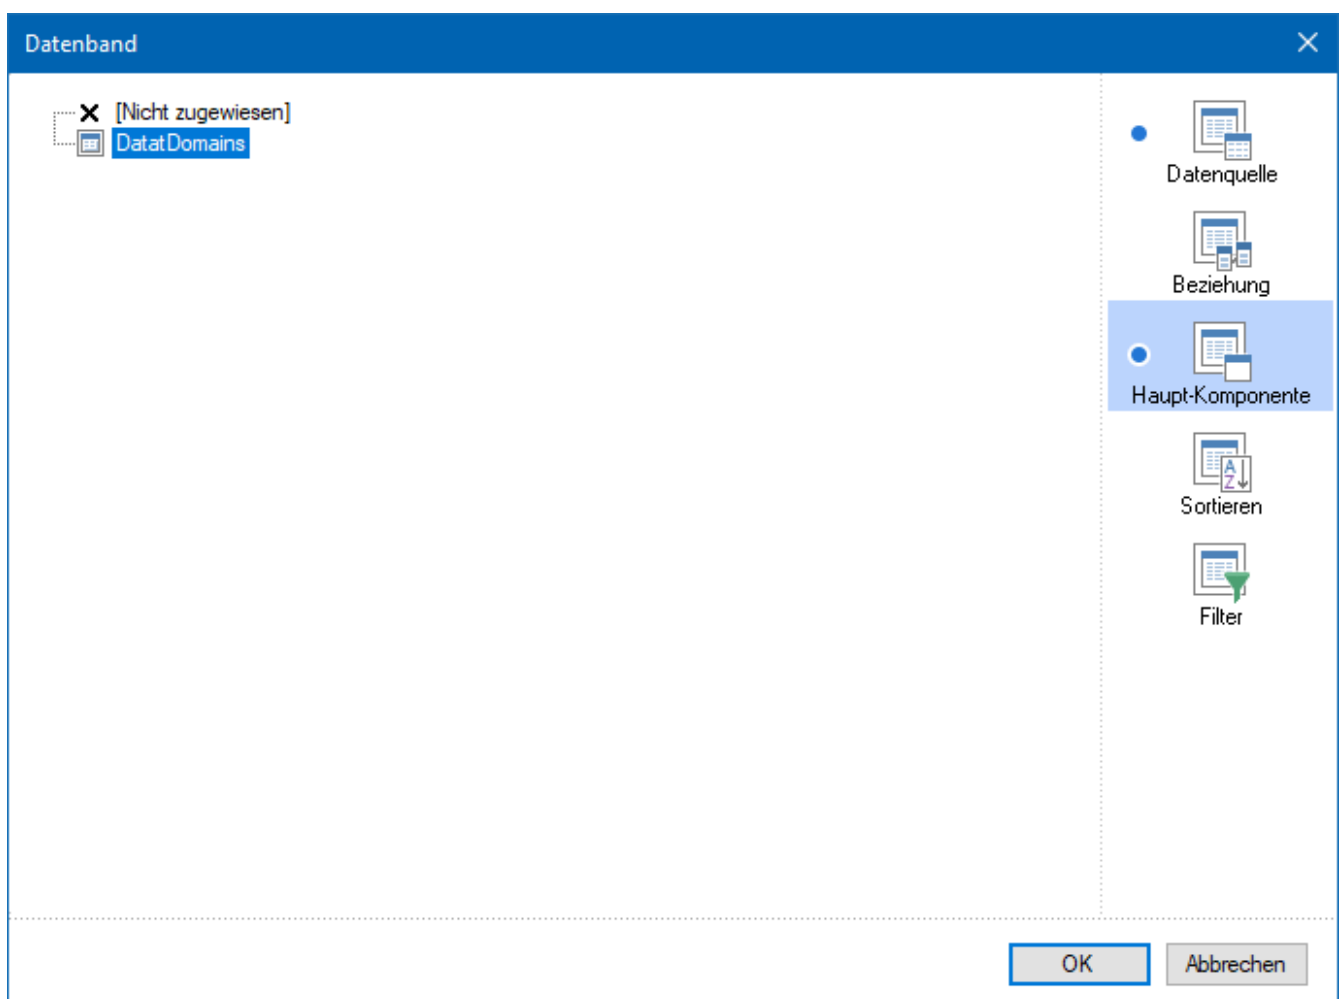 Datenband
[Nicht zugewiesen]
DatatDomains
Datenquelle
Beziehung
Haupt-Komponente
Sortieren
Filter
OK
Abbrechen